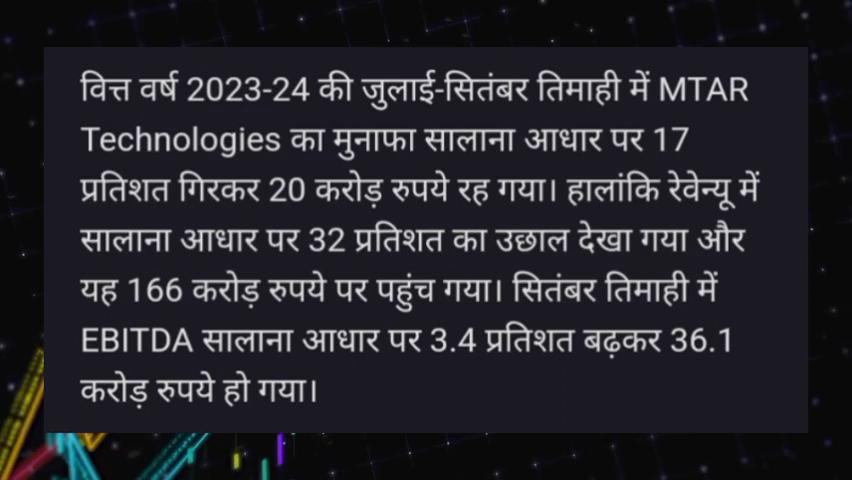 वित्त वर्ष 2023-24 की जुलाई-सितंबर तिमाही में MTAR
Technologies का मुनाफा सालाना आधार पर 17
प्रतिशत गिरकर 20 करोड़ रुपये रह गया। हालांकि रेवेन्यू में
सालाना आधार पर 32 प्रतिशत का उछाल देखा गया और
यह 166 करोड़ रुपये पर पहुंच गया। सितंबर तिमाही में
EBITDA सालाना आधार पर 3.4 प्रतिशत बढ़कर 36.1
करोड़ रुपये हो गया।